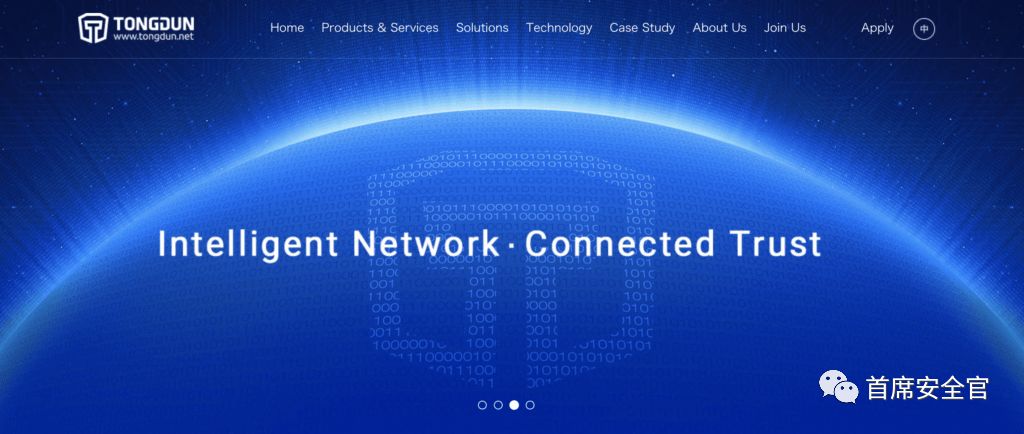 TONGDUN
www.tongdun.net
Home Products & Services Solutions Technology Case Study About Us Join Us Apply 中
Intelligent Network · Connected Trust
首席安全官